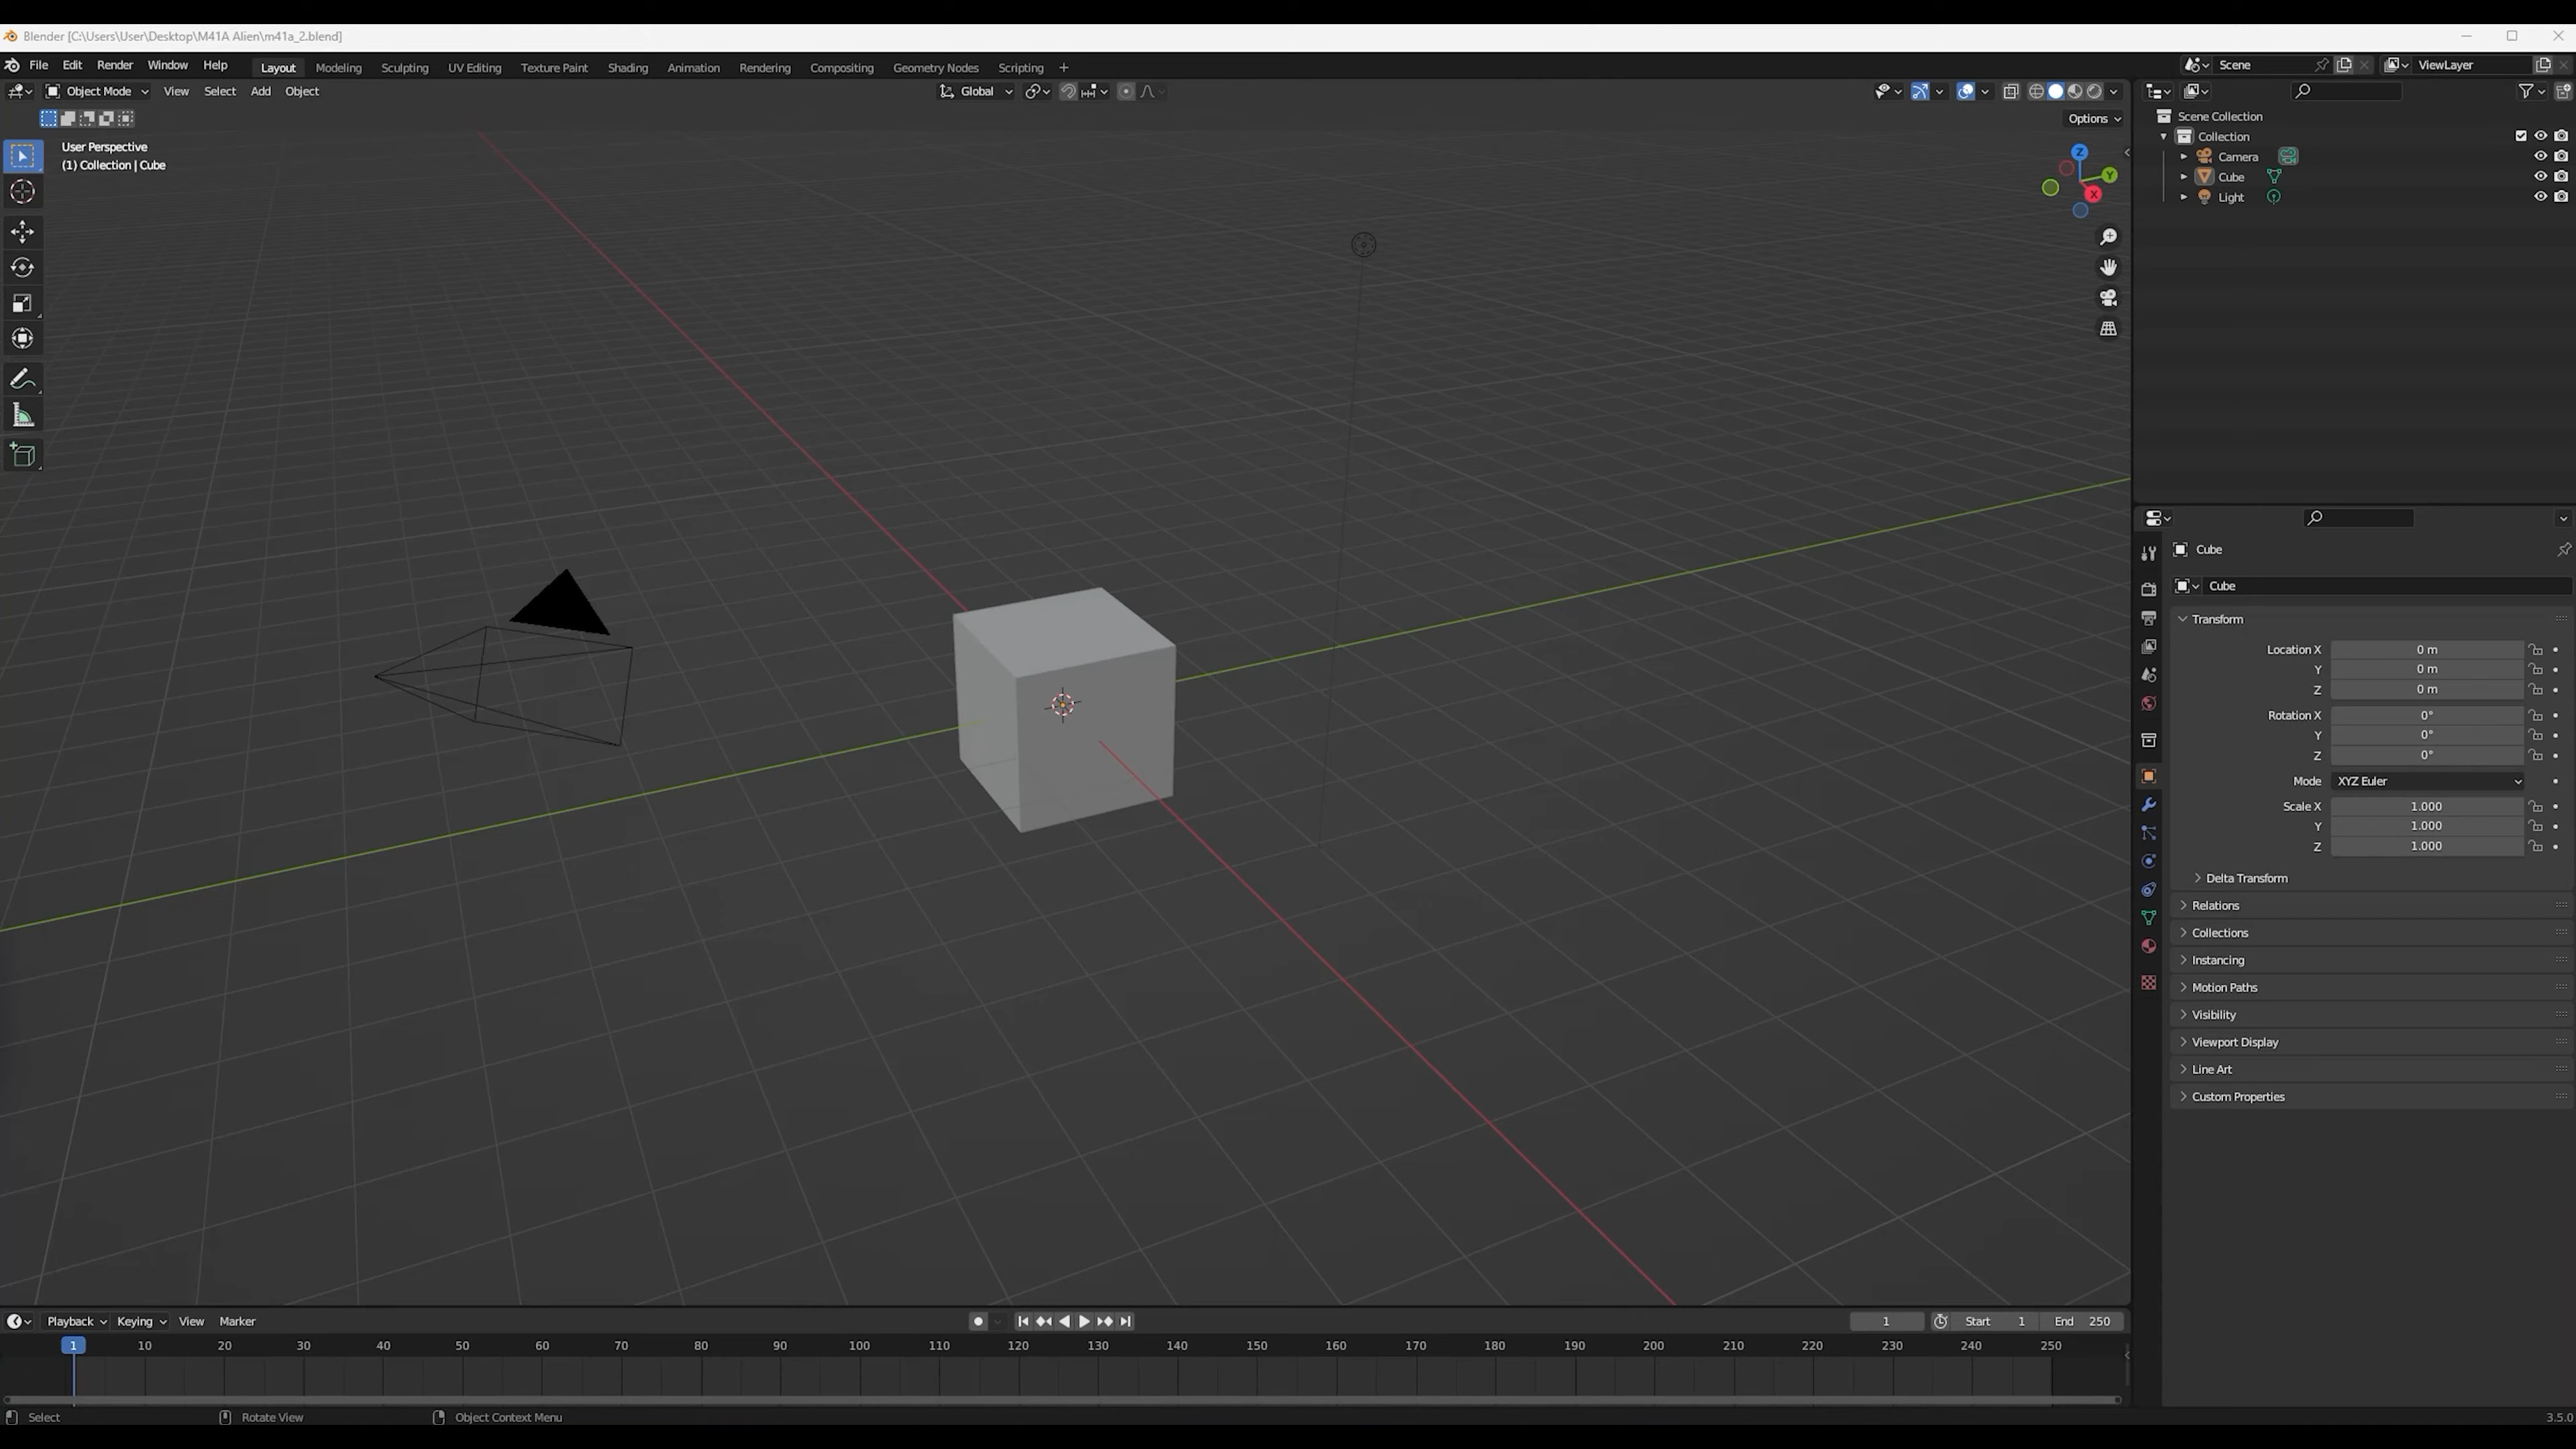 Blender [C:\Users\User\Desktop\M41A Alien\m41a_2.blend]
File Edit Render Window Help Layout Modeling Sculpting UV Editing Texture Paint Shading Animation Rendering Compositing Geometry Nodes Scripting + Scene ViewLayer
Object Mode View Select Add Object Global
Options
User Perspective
(1) Collection | Cube
Z
Y
X
Scene Collection
Collection
Camera
Cube
Light
Cube
Cube
Transform
Location X 0 m
Y 0 m
Z 0 m
Rotation X 0°
Y 0°
Z 0°
Mode XYZ Euler
Scale X 1.000
Y 1.000
Z 1.000
Delta Transform
Relations
Collections
Instancing
Motion Paths
Visibility
Viewport Display
Line Art
Custom Properties
Playback Keying View Marker 1 Start 1 End 250
1 10 20 30 40 50 60 70 80 90 100 110 120 130 140 150 160 170 180 190 200 210 220 230 240 250
Select Rotate View Object Context Menu 3.5.0